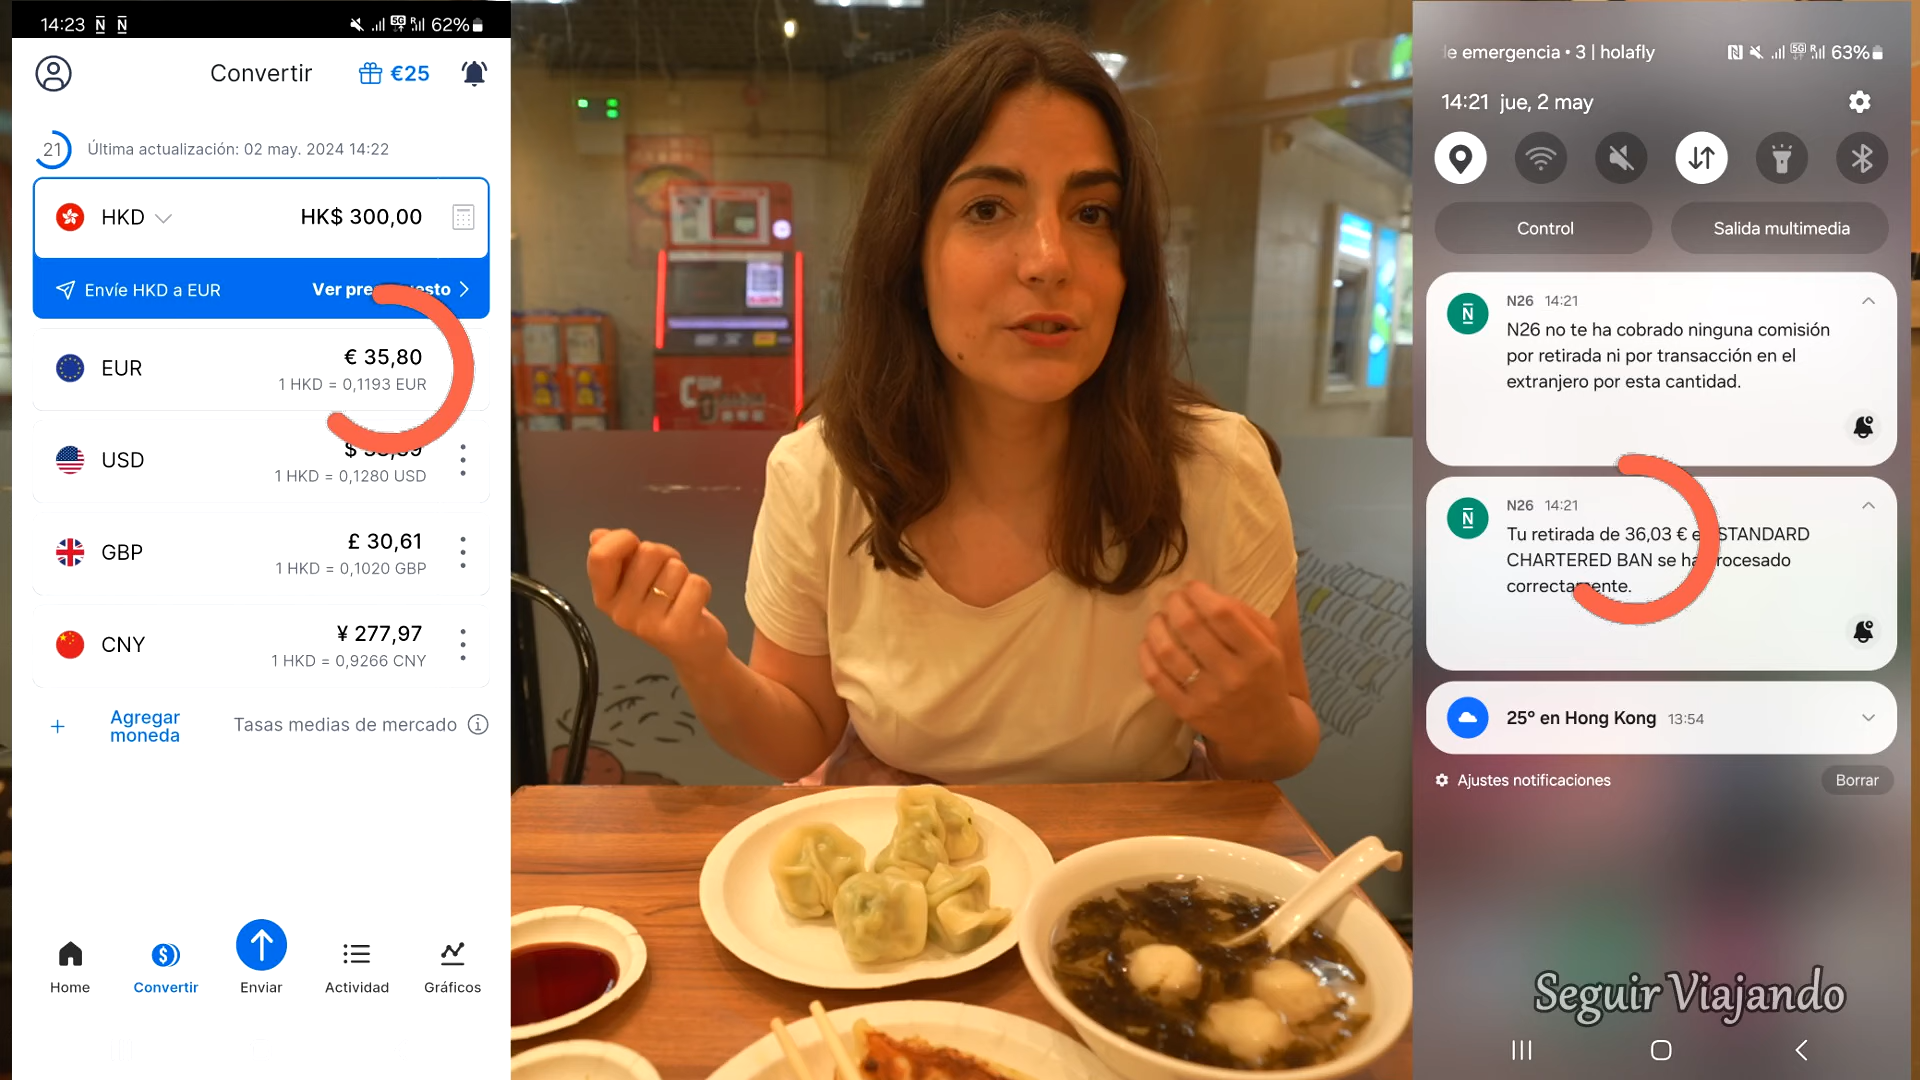 14:23
62%
Convertir
€25
21
Última actualización: 02 may. 2024 14:22
HKD
HK$ 300,00
Envíe HKD a EUR
Ver
EUR
€ 35,80
1 HKD = 0,1193 EUR
USD
1 HKD = 0,1280 USD
GBP
£ 30,61
1 HKD = 0,1020 GBP
CNY
¥ 277,97
1 HKD = 0,9266 CNY
+ Agregar
moneda
Tasas medias de mercado
Home
Convertir
Enviar
Actividad
Gráficos
le emergencia • 3 | holafly
63%
14:21 jue, 2 may
Control
Salida multimedia
N26 14:21
N26 no te ha cobrado ninguna comisión
por retirada ni por transacción en el
extranjero por esta cantidad.
N26 14:21
Tu retirada de 36,03 € STANDARD
CHARTERED BAN se
25° en Hong Kong 13:54
Ajustes notificaciones
Borrar
Seguir Viajando